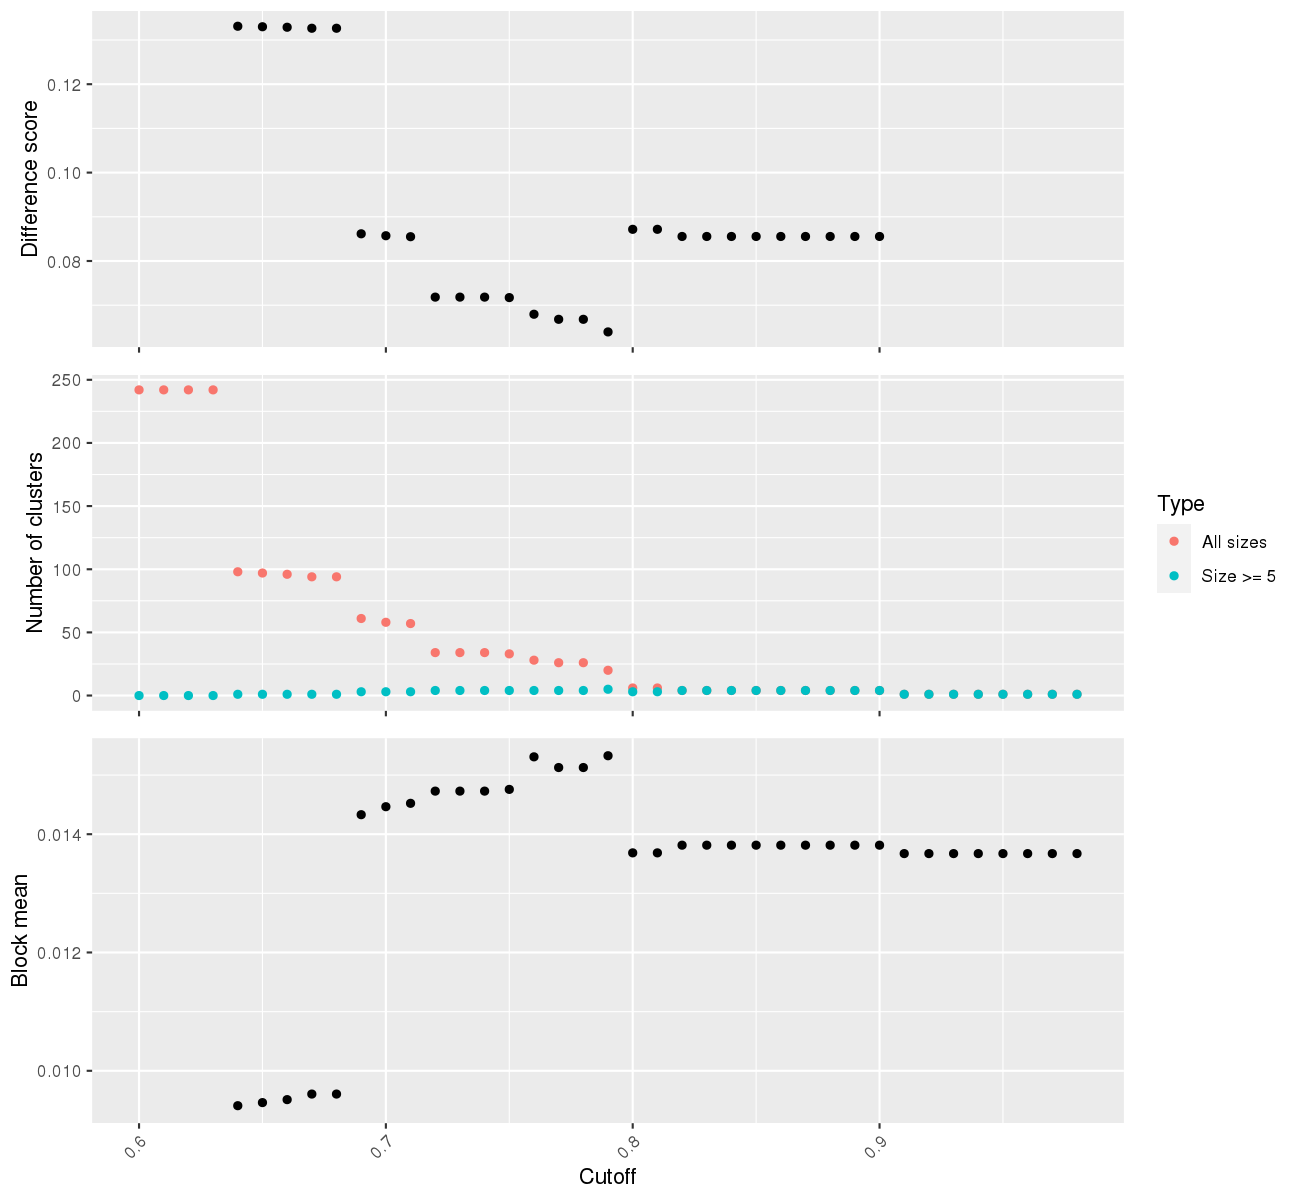 Difference score
0.12
0.10
0.08
Number of clusters
250
200
150
100
50
0
Type
All sizes
Size >= 5
Block mean
0.014
0.012
0.010
0.6
0.7
0.8
0.9
Cutoff